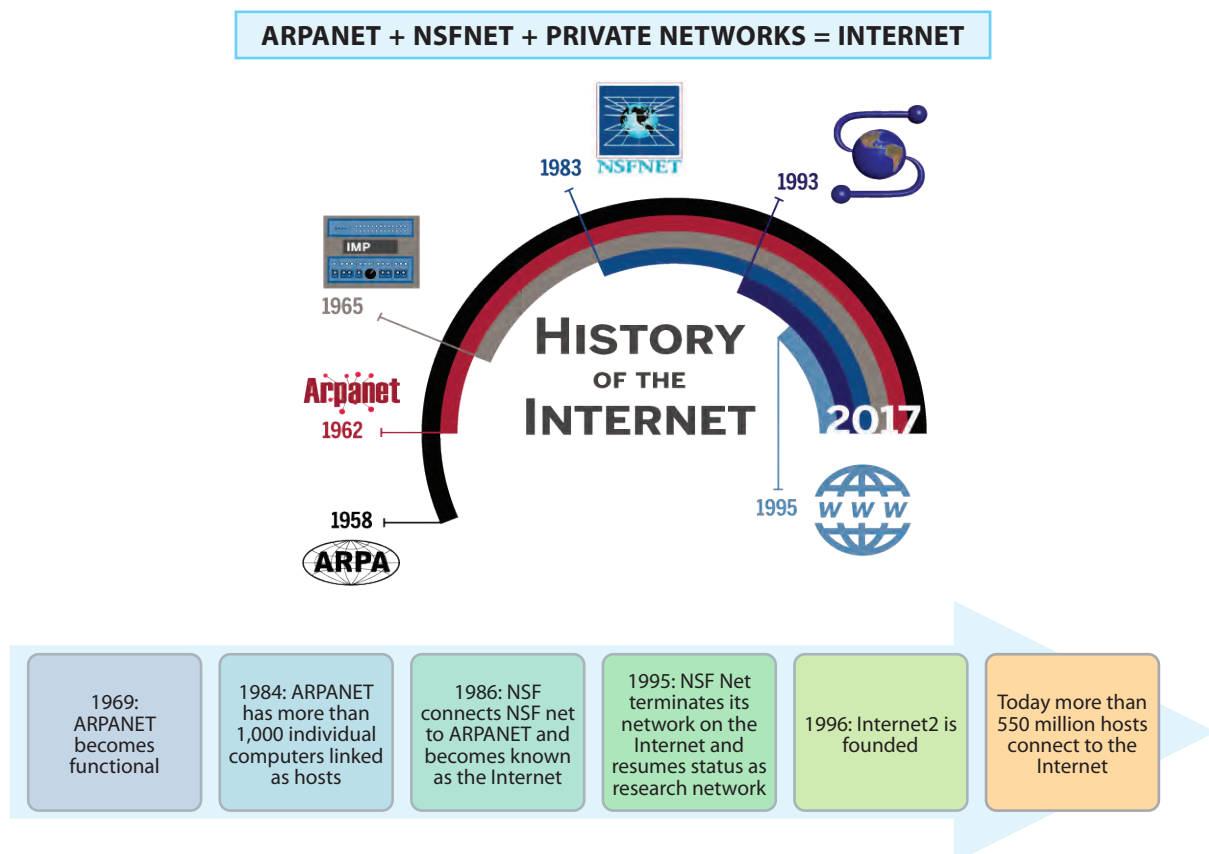 ARPANET + NSFNET + PRIVATE NETWORKS = INTERNET
NSFNET
1983
1993
IMP
1965
HISTORY
OF THE
INTERNET
Arpanet
1962
2017
1995
WWW
1958
ARPA
1969:
ARPANET
becomes
functional
1984: ARPANET
has more than
1,000 individual
computers linked
as hosts
1986: NSF
connects NSF net
to ARPANET and
becomes known
as the Internet
1995: NSF Net
terminates its
network on the
Internet and
resumes status as
research network
1996: Internet2 is
founded
Today more than
550 million hosts
connect to the
Internet